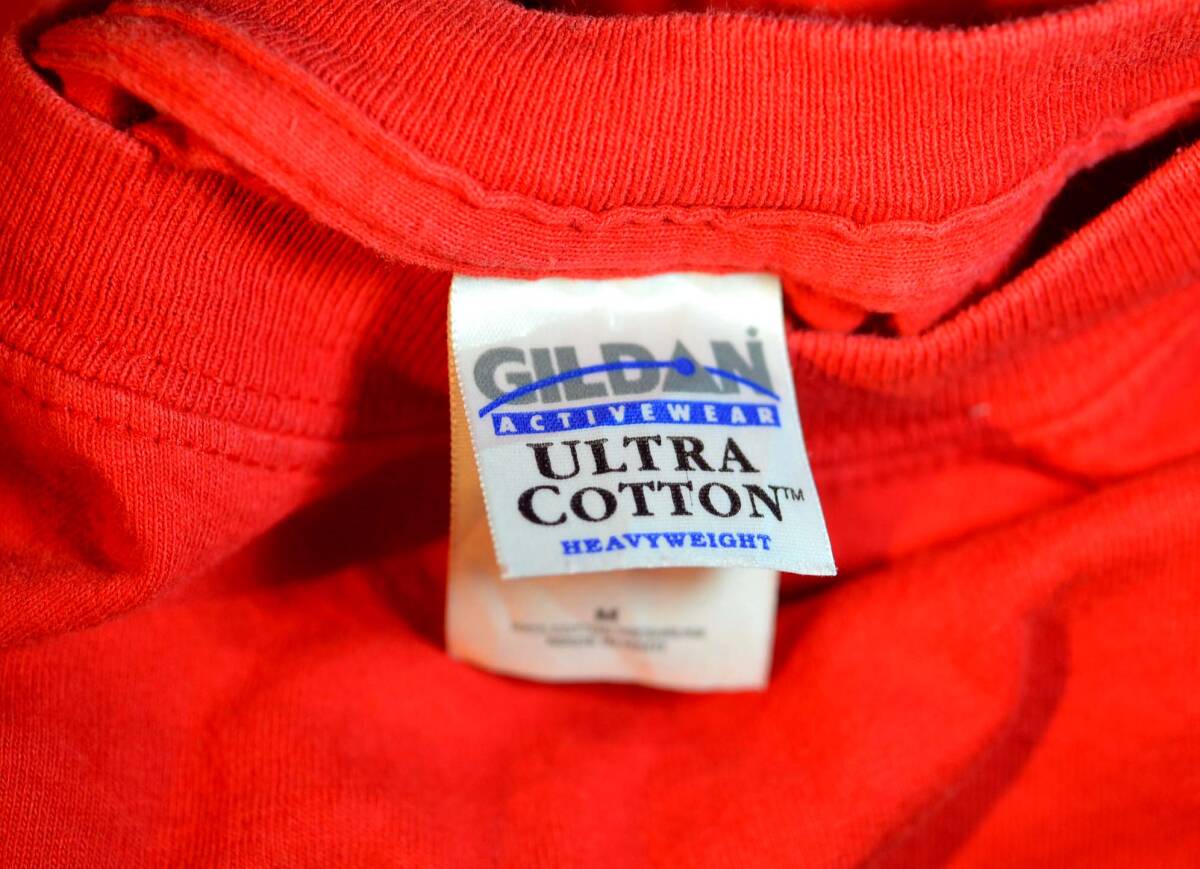 GILDAN
ACTIVEWEAR
ULTRA
COTTON™
HEAVYWEIGHT
M